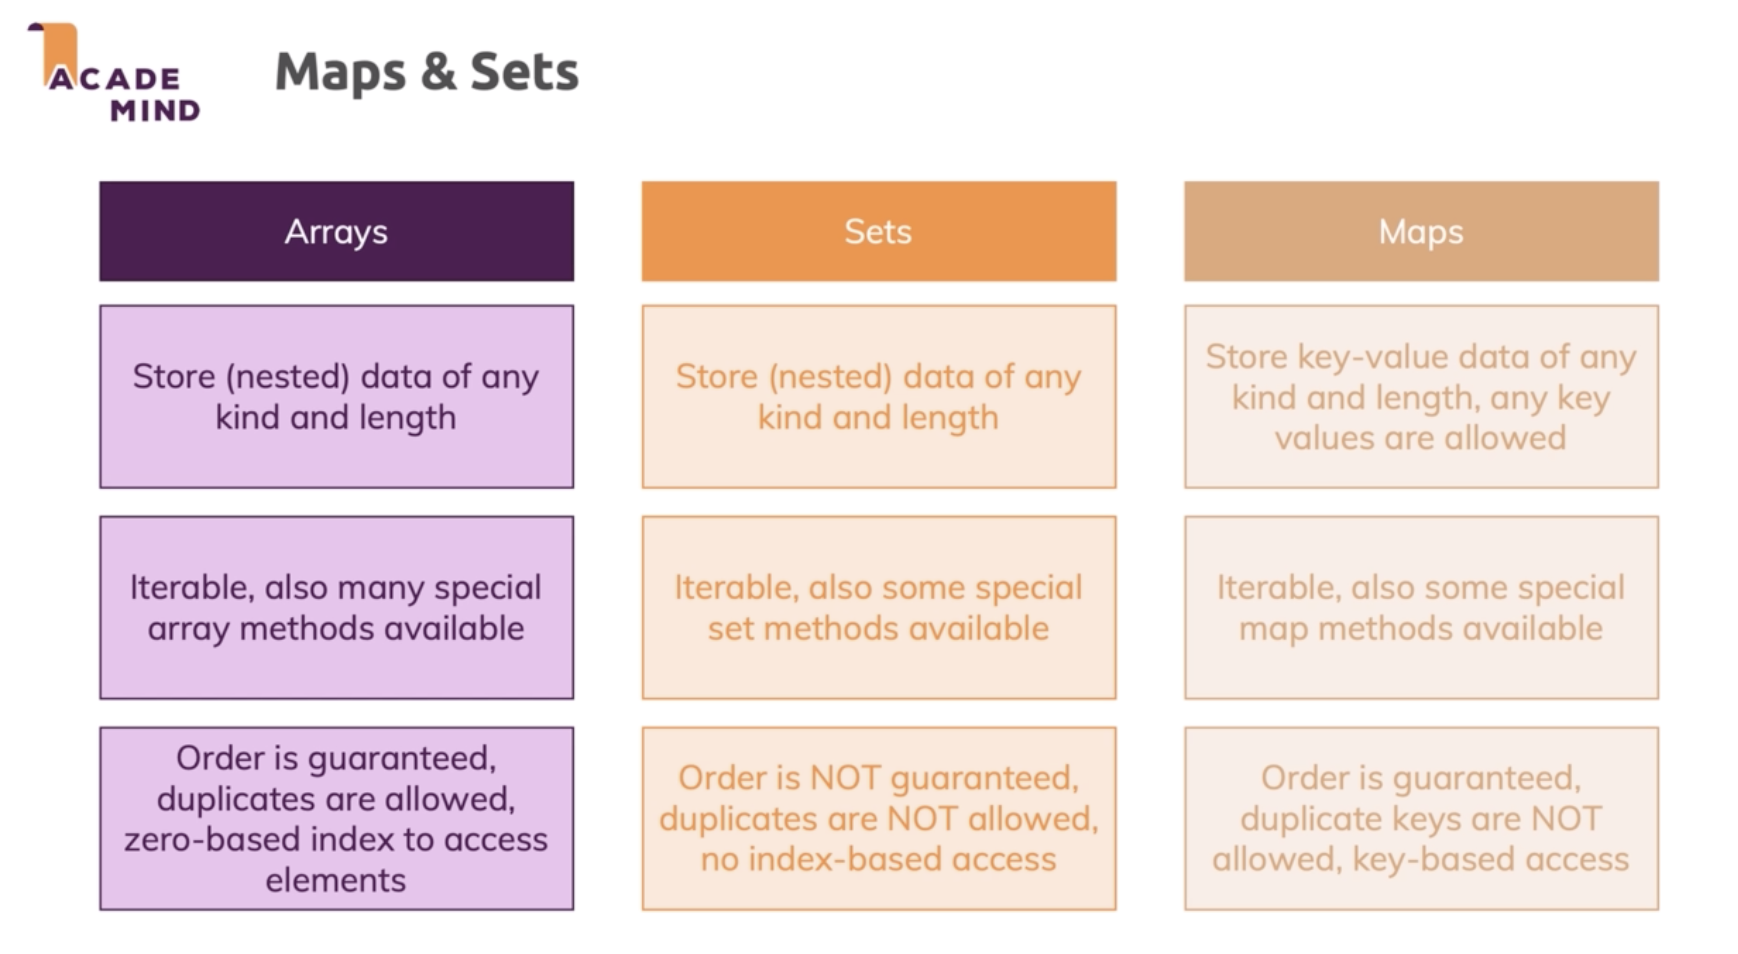 ACADE
MIND
Maps & Sets
Arrays
Store (nested) data of any
kind and length
Iterable, also many special
array methods available
Order is guaranteed,
duplicates are allowed,
zero-based index to access
elements
Sets
Store (nested) data of any
kind and length
Iterable, also some special
set methods available
Order is NOT guaranteed,
duplicates are NOT allowed,
no index-based access
Maps
Store key-value data of any
kind and length, any key
values are allowed
Iterable, also some special
map methods available
Order is guaranteed,
duplicate keys are NOT
allowed, key-based access